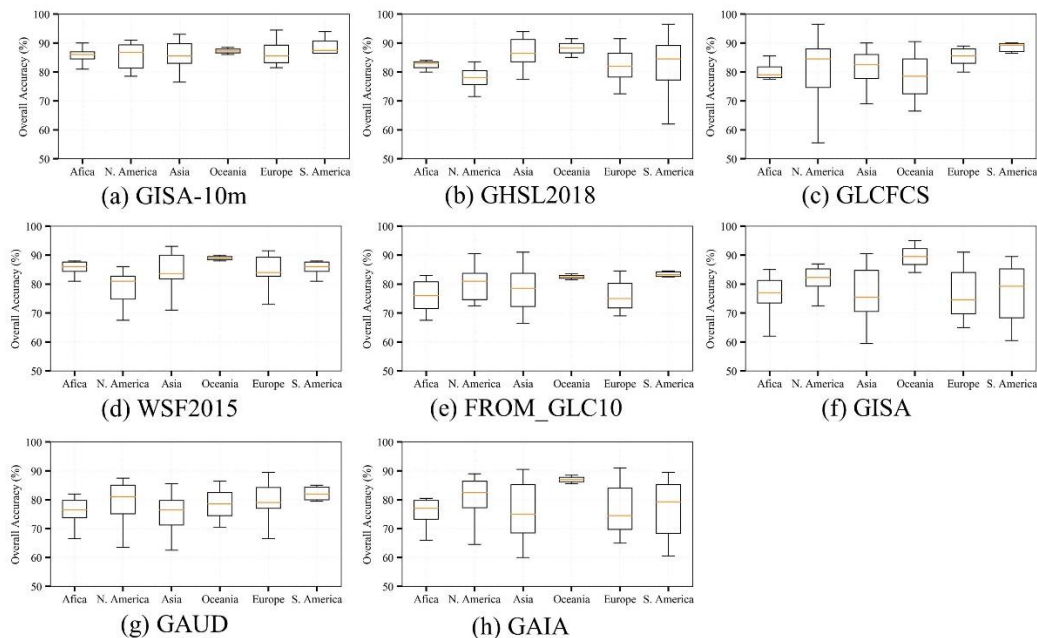 100
90
80
70
60
50
Overall Accuracy (%)
Afica N. America Asia Oceania Europe S. America
(a) GISA-10m
100
90
80
70
60
50
Overall Accuracy (%)
Afica N. America Asia Oceania Europe S. America
(b) GHSL2018
100
90
80
70
60
50
Overall Accuracy (%)
Afica N. America Asia Oceania Europe S. America
(c) GLCFCS
100
90
80
70
60
50
Overall Accuracy (%)
Afica N. America Asia Oceania Europe S. America
(d) WSF2015
100
90
80
70
60
50
Overall Accuracy (%)
Afica N. America Asia Oceania Europe S. America
(e) FROM_GLC10
100
90
80
70
60
50
Overall Accuracy (%)
Afica N. America Asia Oceania Europe S. America
(f) GISA
100
90
80
70
60
50
Overall Accuracy (%)
Afica N. America Asia Oceania Europe S. America
(g) GAUD
100
90
80
70
60
50
Overall Accuracy (%)
Afica N. America Asia Oceania Europe S. America
(h) GAIA